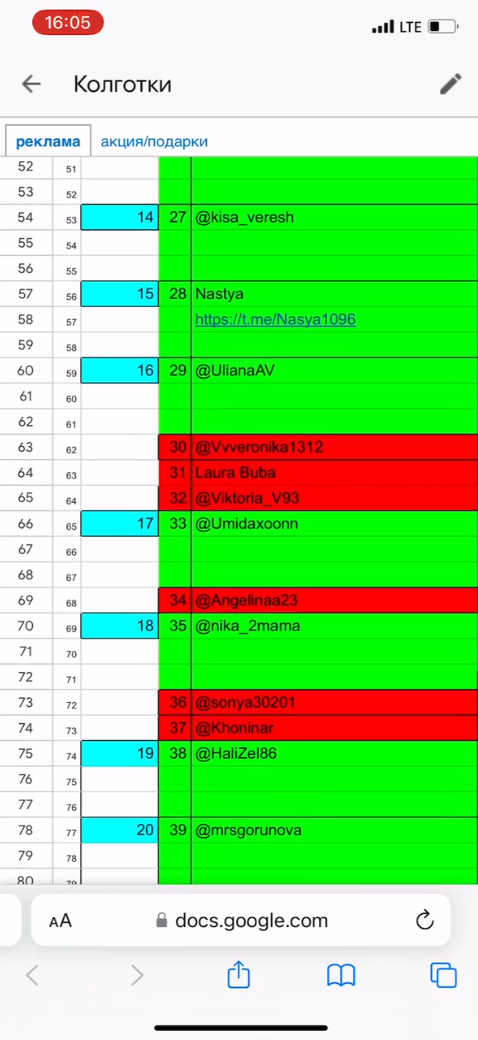 16:05
LTE
Колготки
реклама акция/подарки
52 51
53 52
54 53 14 27 @kisa_veresh
55 54
56 55
57 56 15 28 Nastya
58 57 https://t.me/Nasya1096
59 58
60 59 16 29 @UlianaAV
61 60
62 61
63 62 30 @Vvveronika1312
64 63 31 Laura Buba
65 64 32 @Viktoria_V93
66 65 17 33 @Umidaxoonn
67 66
68 67
69 68 34 @Angelinaa23
70 69 18 35 @nika_2mama
71 70
72 71
73 72 36 @sonya30201
74 73 37 @Khoninar
75 74 19 38 @HaliZel86
76 75
77 76
78 77 20 39 @mrsgorunova
79 78
80 79
AA docs.google.com